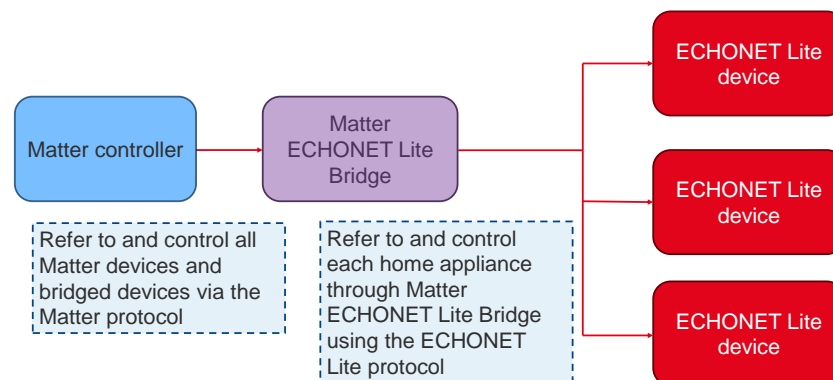 ECHONET Lite
device
Matter controller
Matter
ECHONET Lite
Bridge
ECHONET Lite
device
Refer to and control all
Matter devices and
bridged devices via the
Matter protocol
Refer to and control
each home appliance
through Matter
ECHONET Lite Bridge
using the ECHONET
Lite protocol
ECHONET Lite
device